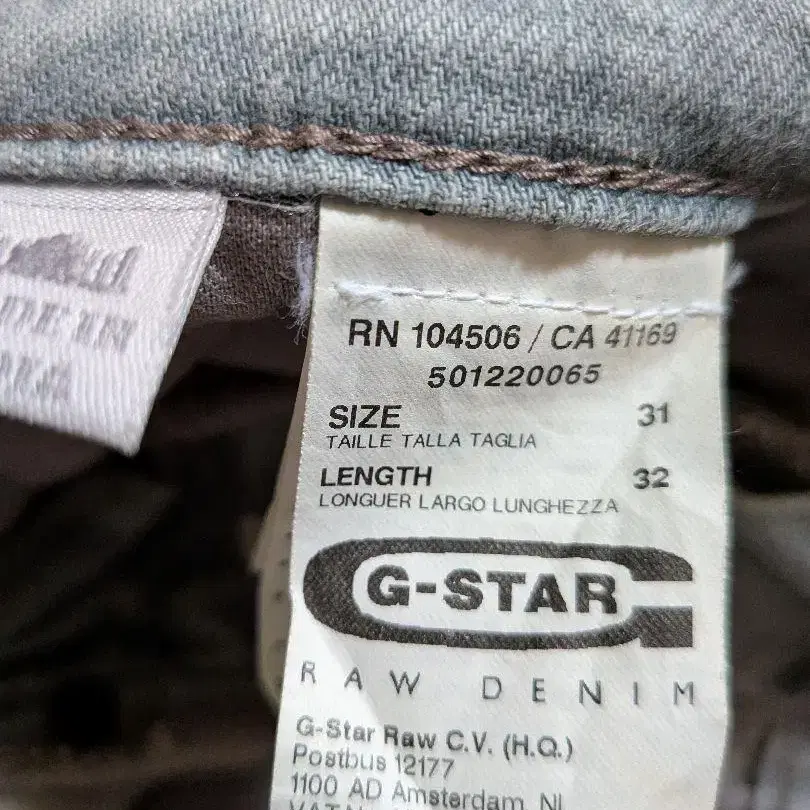 RN 104506 / CA 41169
501220065
SIZE 31
TAILLE TALLA TAGLIA
LENGTH 32
LONGUER LARGO LUNGHEZZA
G-STAR
RAW DENIM
G-Star Raw C.V. (H.Q.)
Postbus 12177
1100 AD Amsterdam, NL